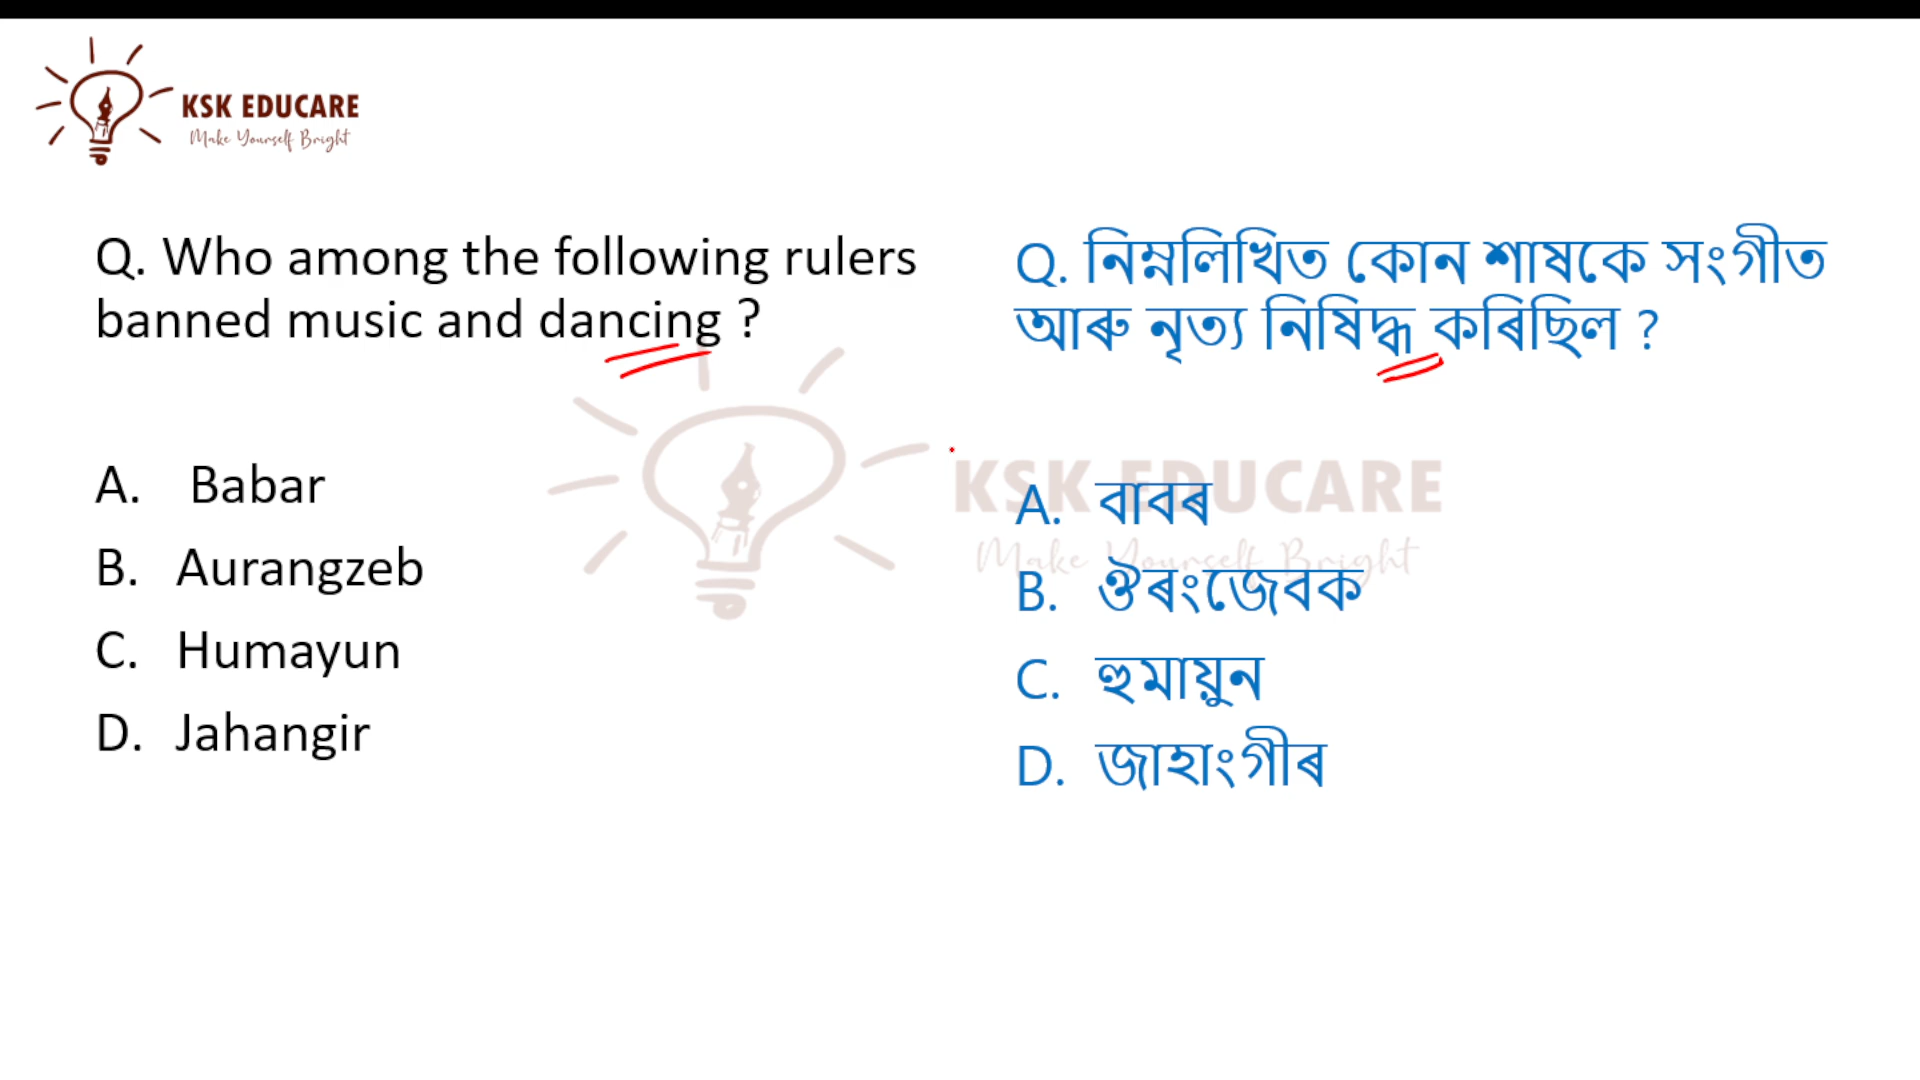 KSK EDUCARE
Make Yourself Bright
Q. Who among the following rulers
banned music and dancing ?
A. Babar
B. Aurangzeb
C. Humayun
D. Jahangir
Q. নিম্নলিখিত কোন শাষকে সংগীত
আৰু নৃত্য নিষিদ্ধ কৰিছিল ?
A. বাবৰ
B. ঔৰংজেবক
C. হুমায়ুন
D. জাহাংগীৰ
KSK EDUCARE
Make Yourself Bright